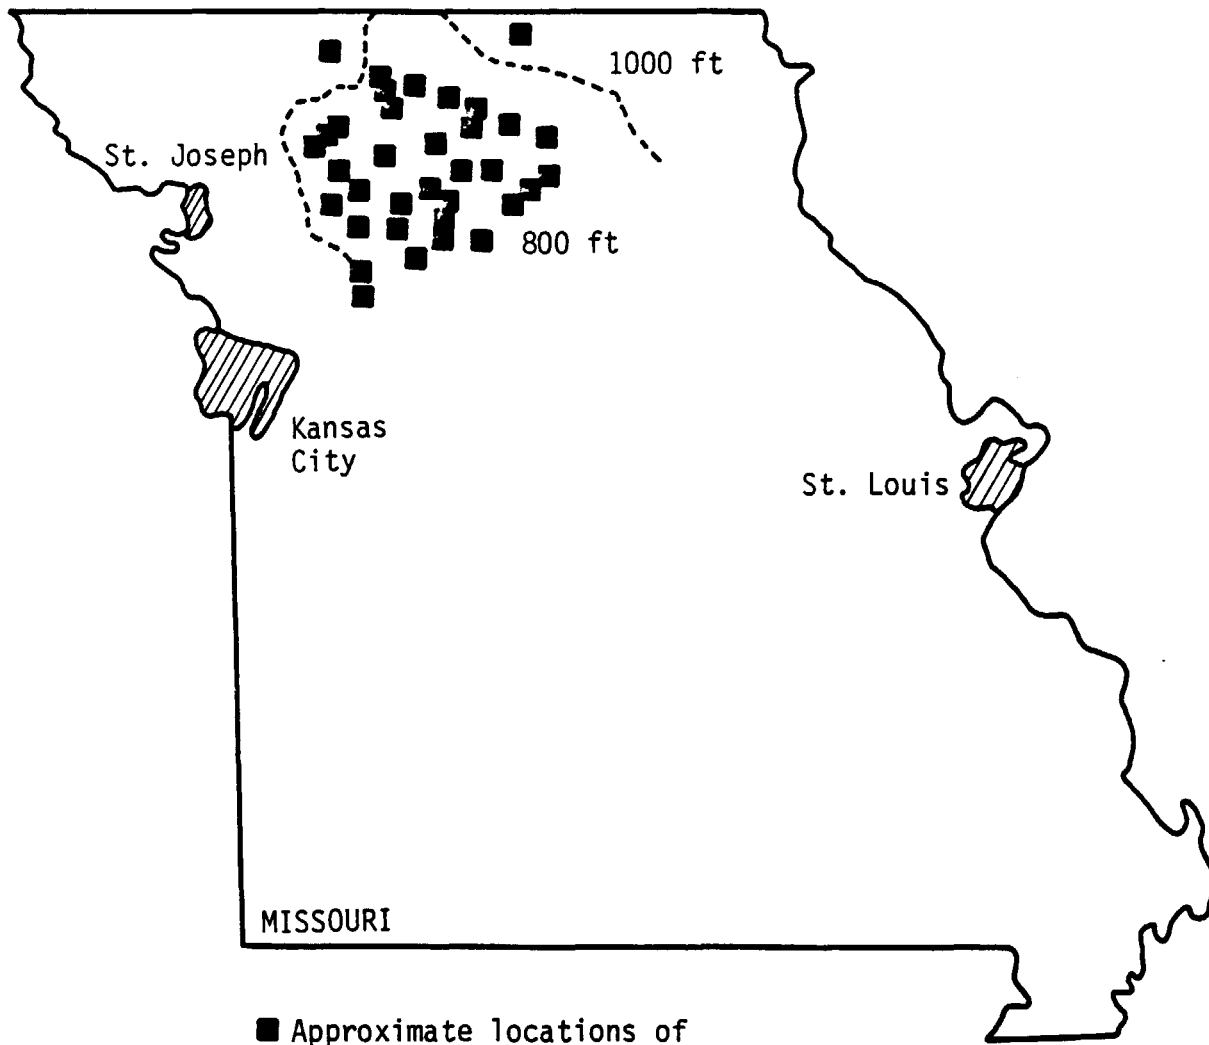 1000 ft
St. Joseph
800 ft
Kansas
City
St. Louis
MISSOURI
Approximate locations of